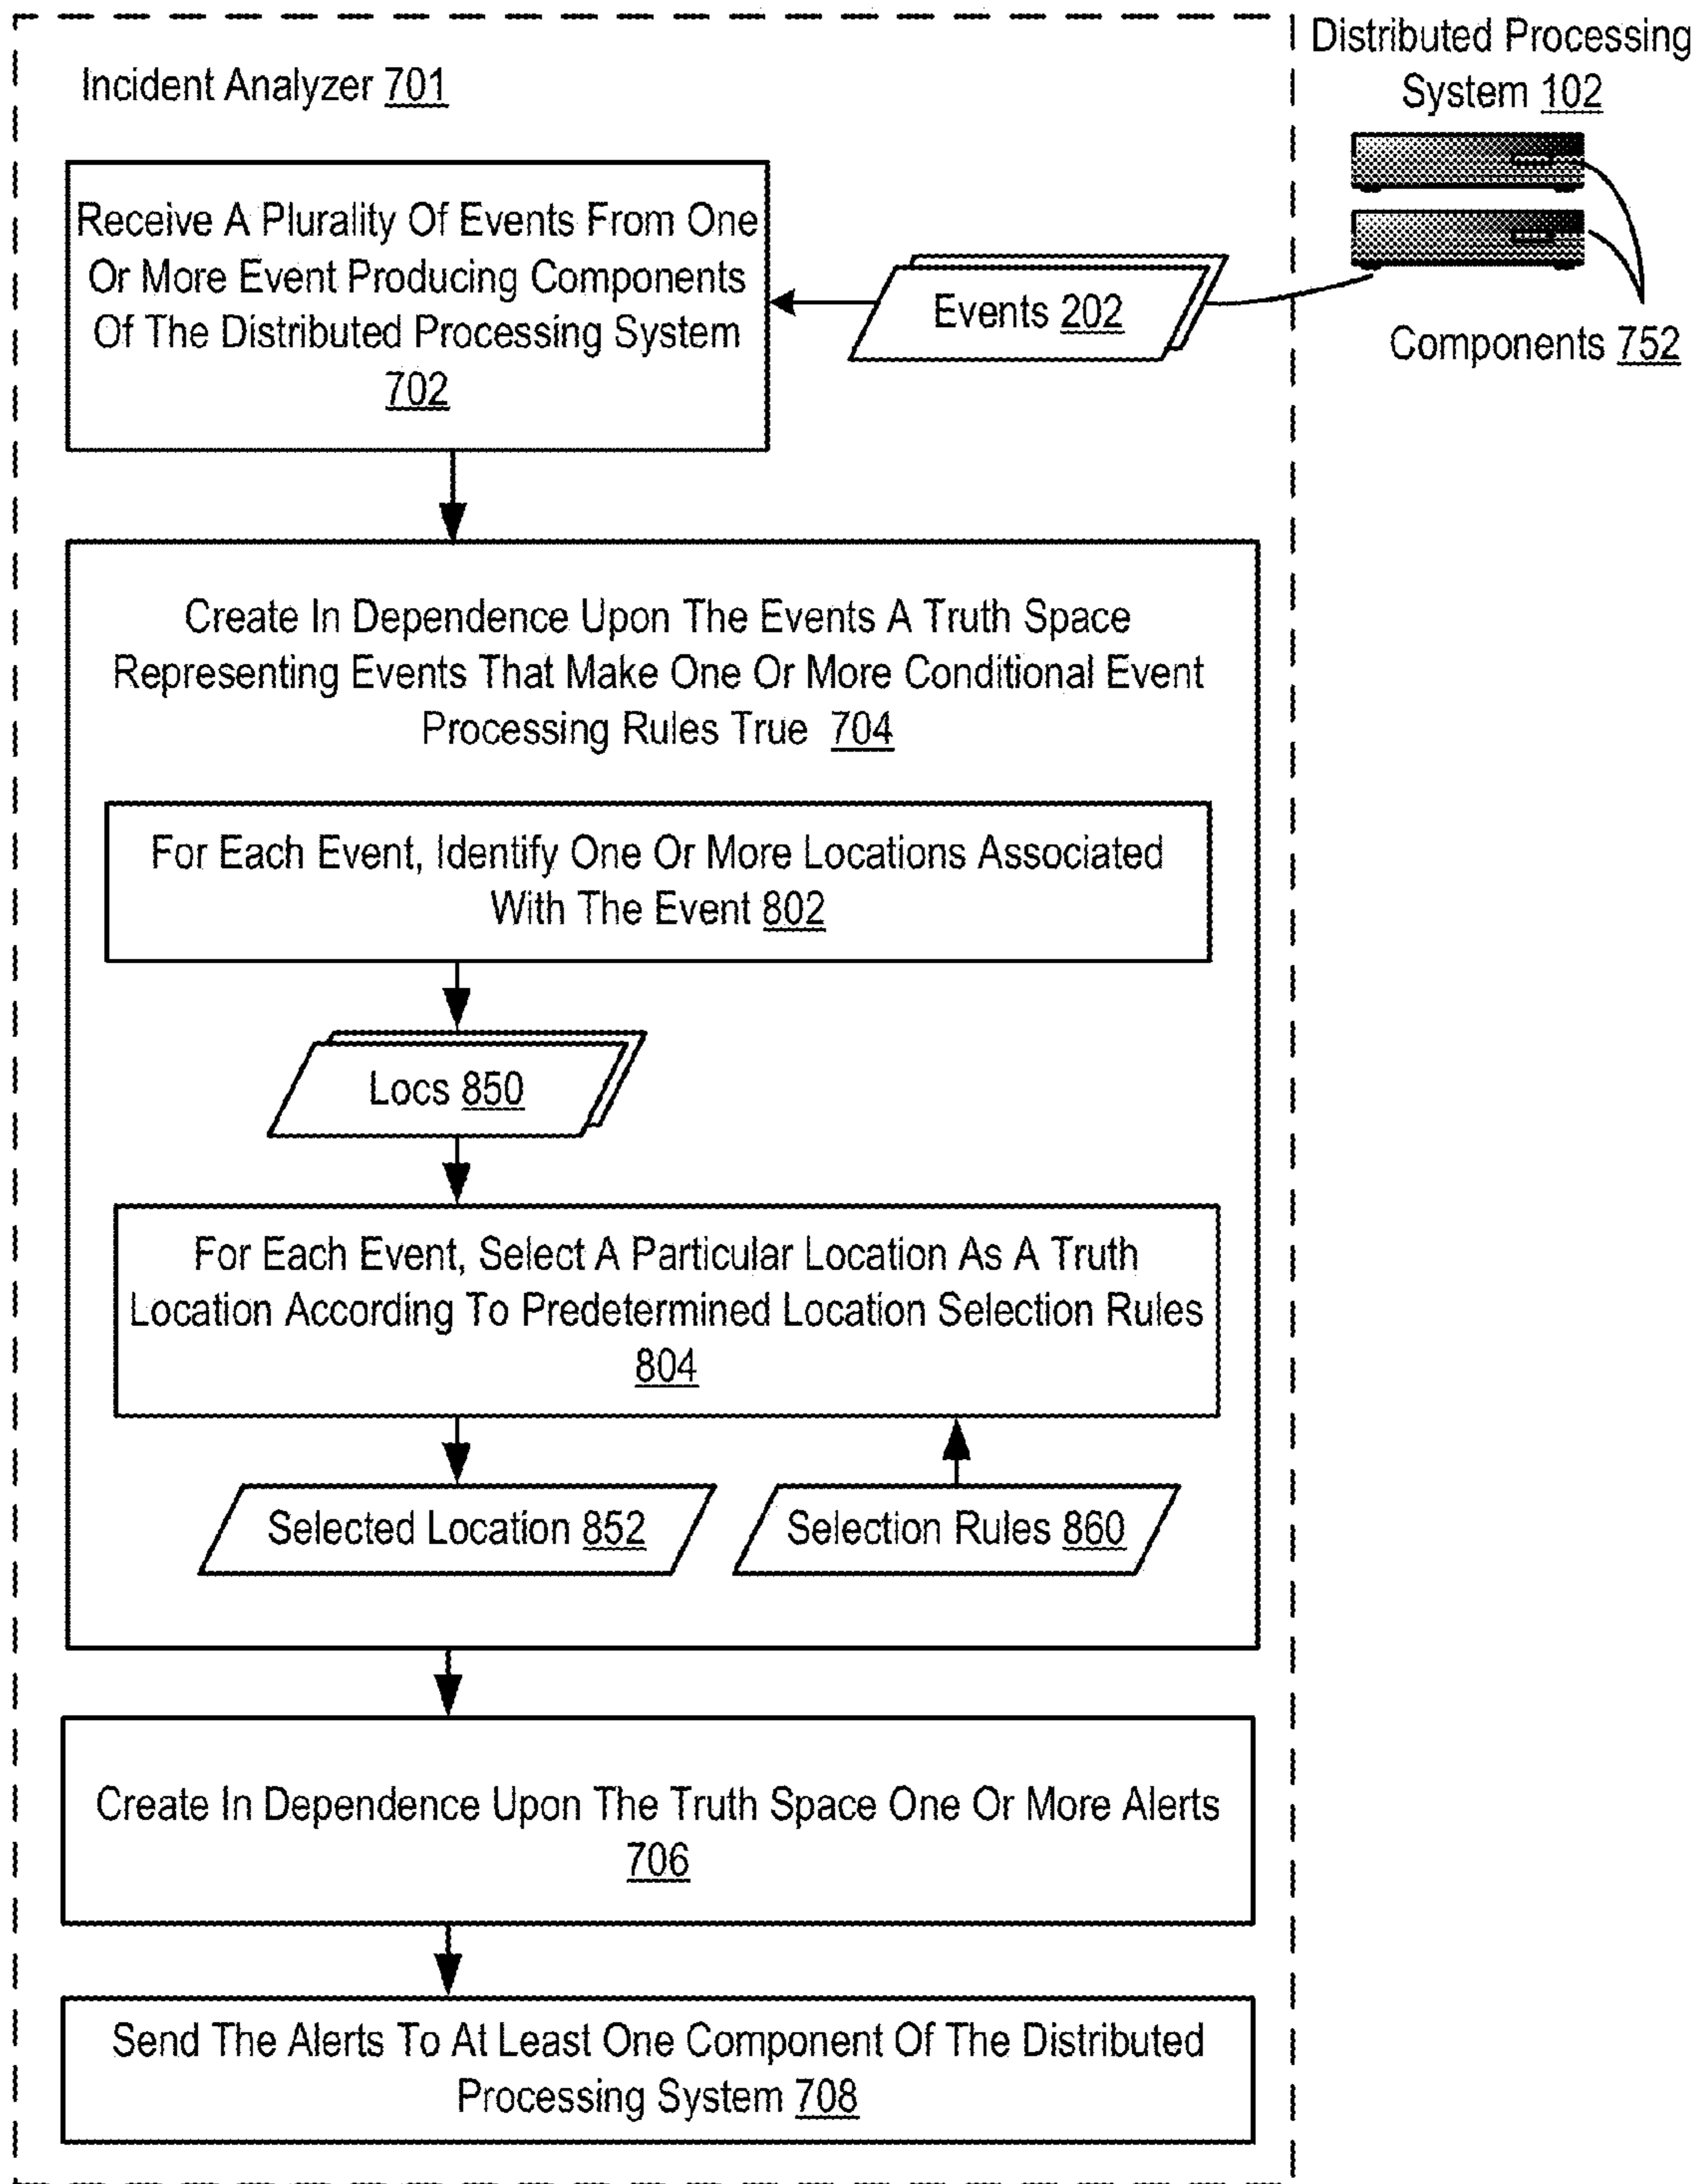 Incident Analyzer 701
Distributed Processing
System 102
Receive A Plurality Of Events From One
Or More Event Producing Components
Of The Distributed Processing System
702
Events 202
Components 752
Create In Dependence Upon The Events A Truth Space
Representing Events That Make One Or More Conditional Event
Processing Rules True 704
For Each Event, Identify One Or More Locations Associated
With The Event 802
Locs 850
For Each Event, Select A Particular Location As A Truth
Location According To Predetermined Location Selection Rules
804
Selected Location 852
Selection Rules 860
Create In Dependence Upon The Truth Space One Or More Alerts
706
Send The Alerts To At Least One Component Of The Distributed
Processing System 708